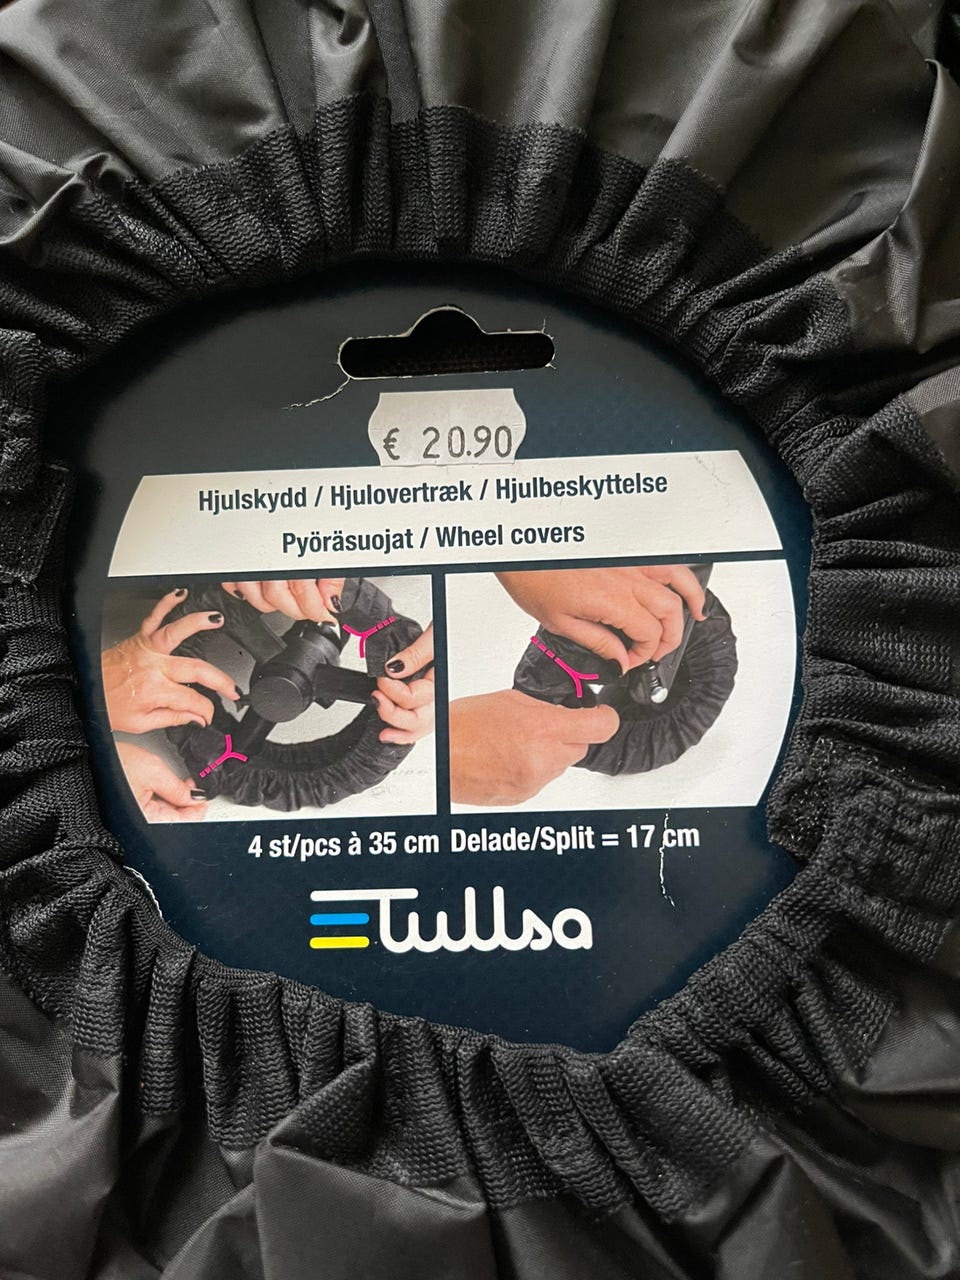 € 20.90
Hjulskydd / Hjulovertræk / Hjulbeskyttelse
Pyöräsuojat / Wheel covers
4 st/pcs à 35 cm Delade/Split = 17 cm
Tullsa